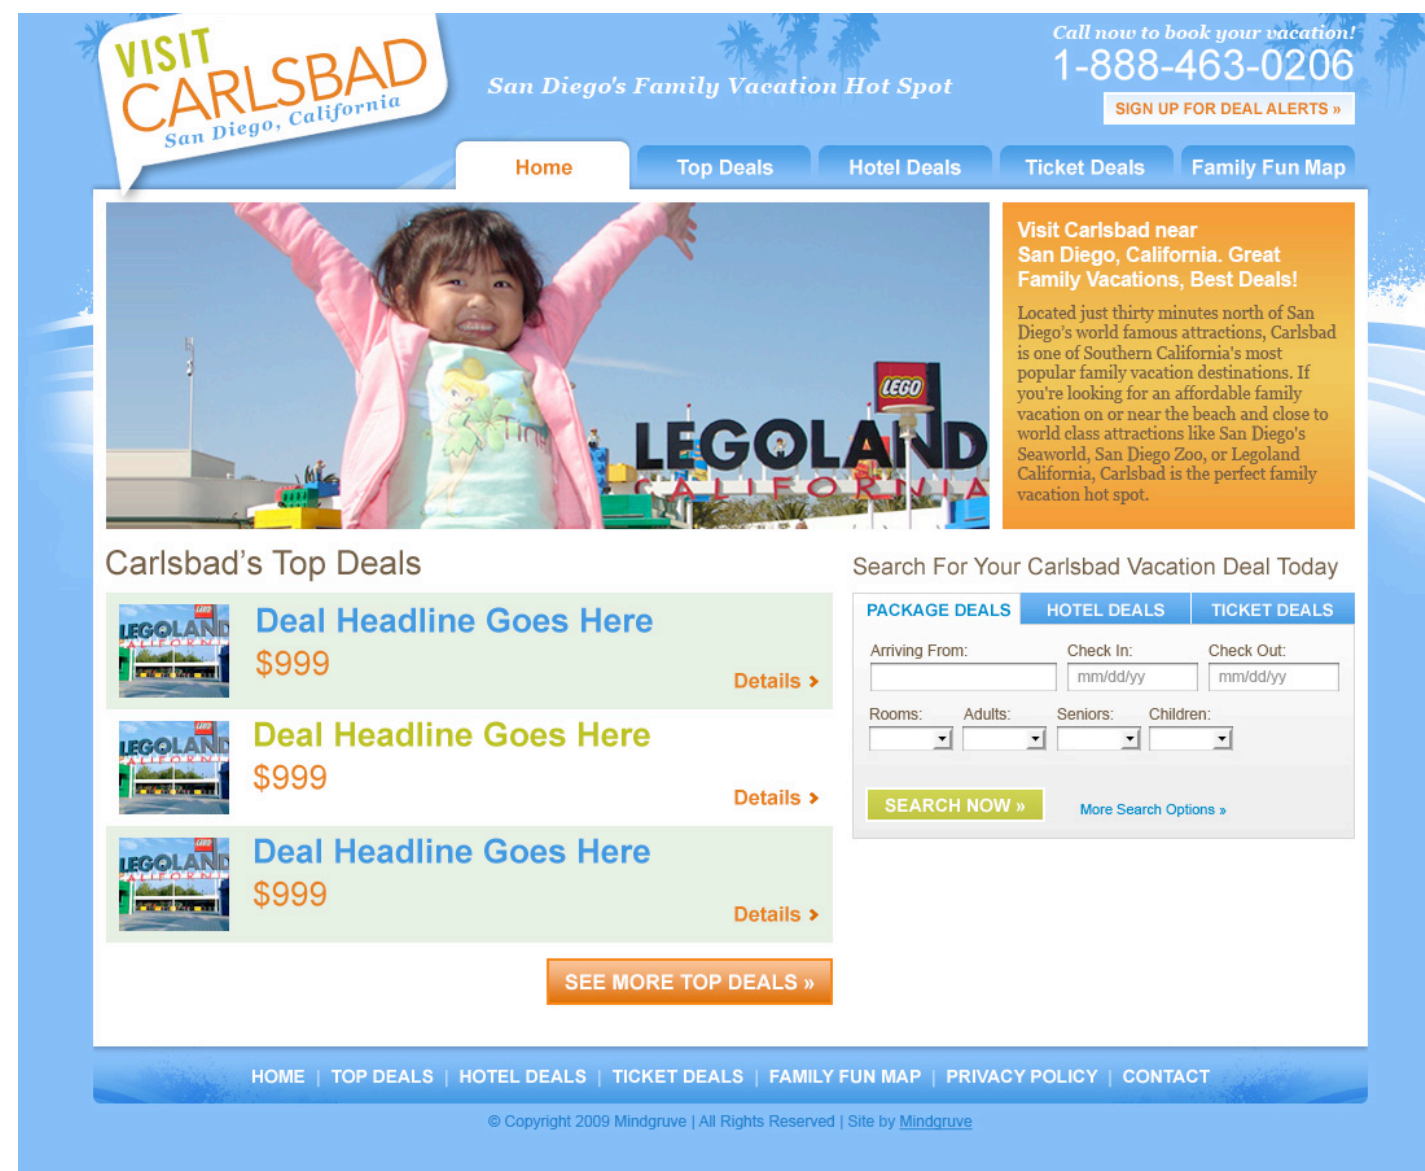 VISIT
CARLSBAD
San Diego, California
San Diego's Family Vacation Hot Spot
Call now to book your vacation!
1-888-463-0206
SIGN UP FOR DEAL ALERTS »
Home
Top Deals
Hotel Deals
Ticket Deals
Family Fun Map
LEGO
LEGOLAND
CALIFORNIA
Visit Carlsbad near
San Diego, California. Great
Family Vacations, Best Deals!
Located just thirty minutes north of San
Diego's world famous attractions, Carlsbad
is one of Southern California's most
popular family vacation destinations. If
you're looking for an affordable family
vacation on or near the beach and close to
world class attractions like San Diego's
Seaworld, San Diego Zoo, or Legoland
California, Carlsbad is the perfect family
vacation hot spot.
Carlsbad’s Top Deals
LEGOLAND
Deal Headline Goes Here
$999
Details
LEGOLAND
Deal Headline Goes Here
$999
Details
LEGOLAND
Deal Headline Goes Here
$999
Details
SEE MORE TOP DEALS »
Search For Your Carlsbad Vacation Deal Today
PACKAGE DEALS
HOTEL DEALS
TICKET DEALS
Arriving From:
Check In:
Check Out:
mm/dd/yy
mm/dd/yy
Rooms:
Adults:
Seniors:
Children:
SEARCH NOW »
More Search Options »
HOME | TOP DEALS | HOTEL DEALS | TICKET DEALS | FAMILY FUN MAP | PRIVACY POLICY | CONTACT
© Copyright 2009 Mindgruve | All Rights Reserved | Site by Mindgruve